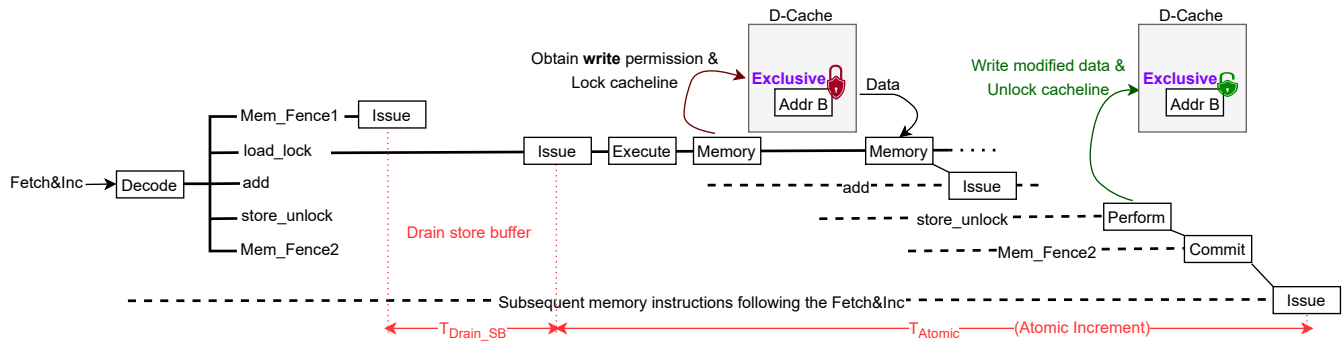 D-Cache
D-Cache
Obtain write permission &
Lock cacheline
Exclusive
Addr B
Data
Write modified data &
Unlock cacheline
Exclusive
Addr B
Mem_Fence1
Issue
load_lock
Issue
Execute
Memory
Memory
Fetch&Inc
Decode
add
add
Issue
store_unlock
store_unlock
Perform
Drain store buffer
Mem_Fence2
Mem_Fence2
Commit
Subsequent memory instructions following the Fetch&Inc
Issue
TDrain_SB
TAtomic (Atomic Increment)